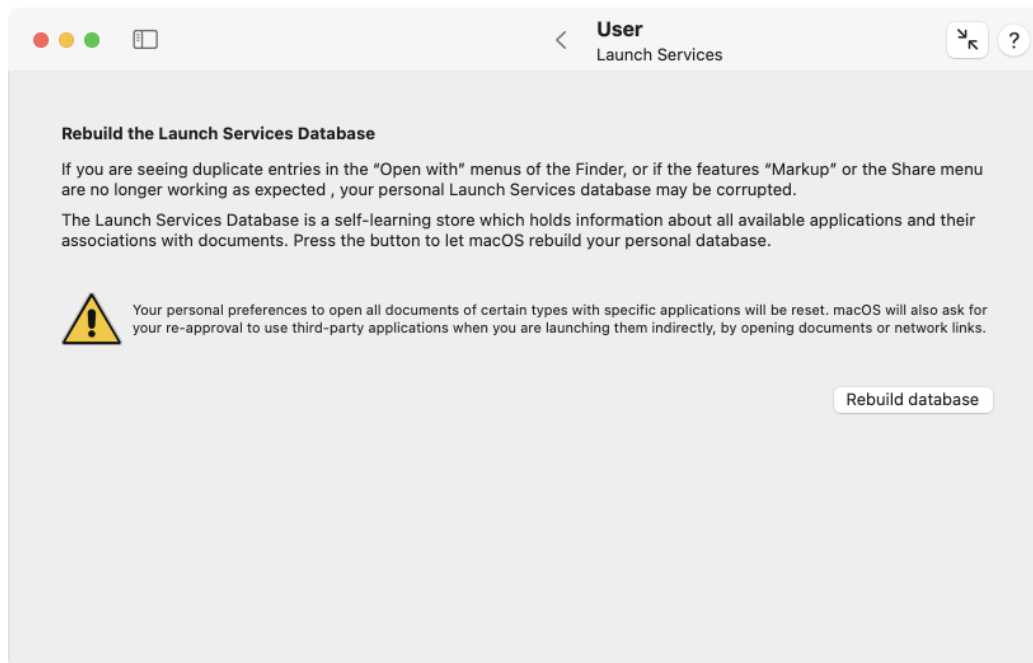 User
Launch Services
?
Rebuild the Launch Services Database
If you are seeing duplicate entries in the “Open with” menus of the Finder, or if the features “Markup” or the Share menu
are no longer working as expected , your personal Launch Services database may be corrupted.
The Launch Services Database is a self-learning store which holds information about all available applications and their
associations with documents. Press the button to let macOS rebuild your personal database.
Your personal preferences to open all documents of certain types with specific applications will be reset. macOS will also ask for
your re-approval to use third-party applications when you are launching them indirectly, by opening documents or network links.
Rebuild database